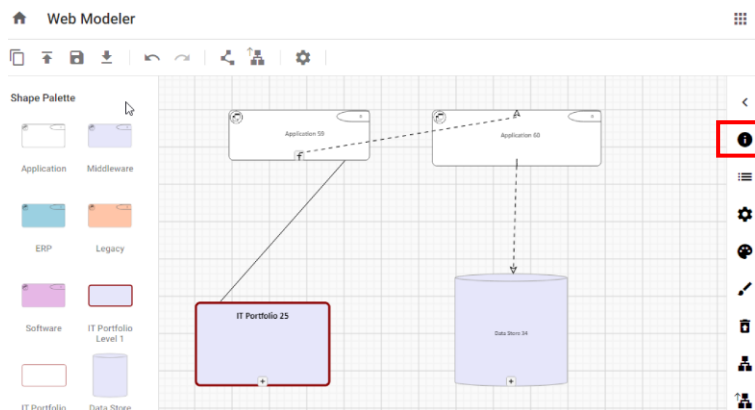 Web Modeler
Shape Palette
Application
Middleware
ERP
Legacy
Software
IT Portfolio
Level 1
IT Portfolio
Data Store
Application 59
Application 60
IT Portfolio 25
Data Store 34